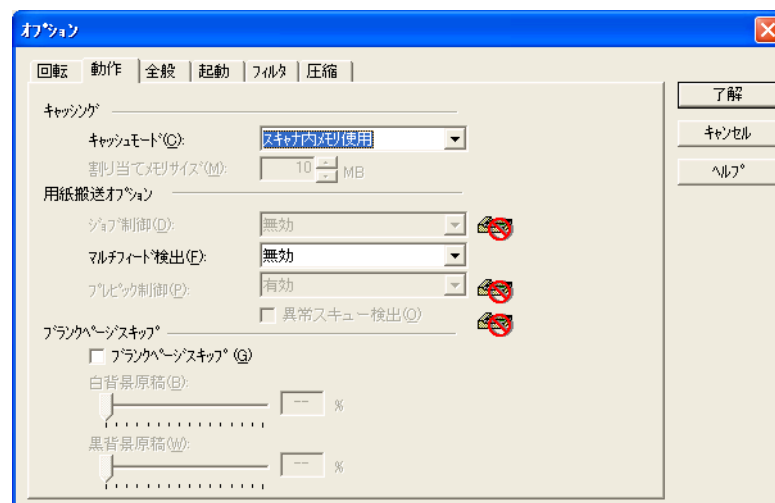 ｵﾌﾟｼｮﾝ
回転 動作 全般 起動 ﾌｨﾙﾀ 圧縮
了解
ｷｬﾝｾﾙ
ﾍﾙﾌﾟ
ｷｬｯｼﾝｸﾞ
ｷｬｯｼｭﾓｰﾄﾞ(C): ｽｷｬﾅ内ﾒﾓﾘ使用
割り当てﾒﾓﾘｻｲｽﾞ(M): 10 MB
用紙搬送ｵﾌﾟｼｮﾝ
ｼﾞｮﾌﾞ制御(D): 無効
ﾏﾙﾁﾌｨｰﾄﾞ検出(F): 無効
ﾌﾟﾚﾋﾟｯｸ制御(P): 有効
異常スキュー検出(O)
ﾌﾞﾗﾝｸﾍﾟｰｼﾞｽｷｯﾌﾟ
ﾌﾞﾗﾝｸﾍﾟｰｼﾞｽｷｯﾌﾟ(G)
白背景原稿(B):
-- %
黒背景原稿(W):
-- %